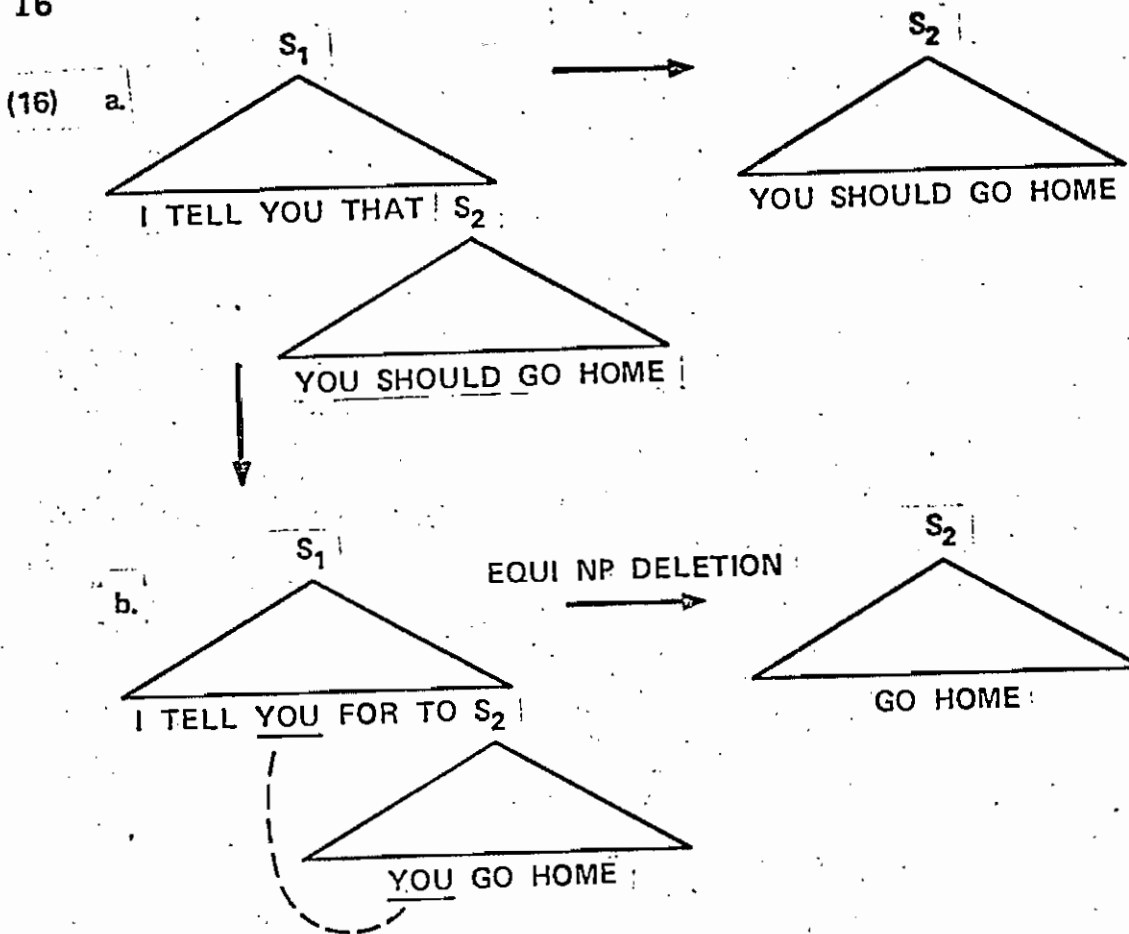 16
S₁
S₂
(16) a.
I TELL YOU THAT S₂
YOU SHOULD GO HOME
YOU SHOULD GO HOME
S₁
S₂
b.
EQUI NP DELETION
I TELL YOU FOR TO S₂
GO HOME
YOU GO HOME